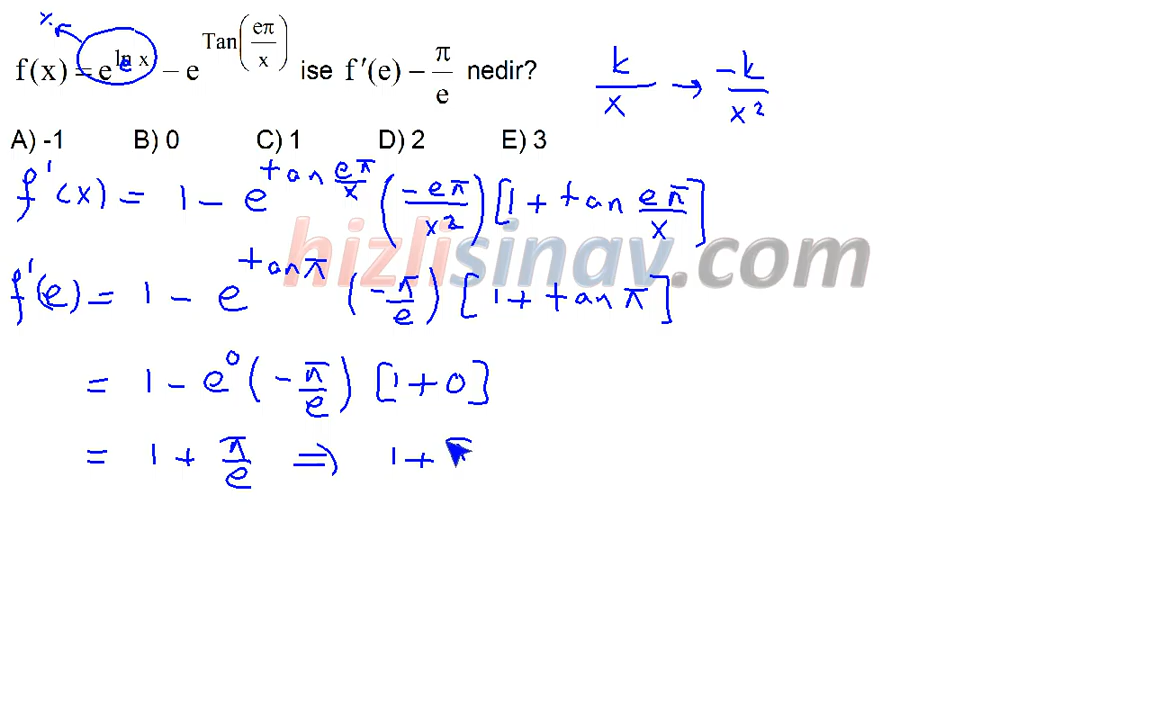 x.
f(x) = e^{ln x} − e^{Tan(eπ/x)} ise f′(e) − π/e nedir?
e
k/x → -k/x²
A) -1 B) 0 C) 1 D) 2 E) 3
f'(x) = 1 - e^{tan eπ/x} (-eπ/x²) [1 + tan eπ/x]
hizlisinav.com
f'(e) = 1 - e^{tan π} (-π/e) [1 + tan π]
= 1 - e^0 (-π/e) [1 + 0]
= 1 + π/e ⇒ 1 + π